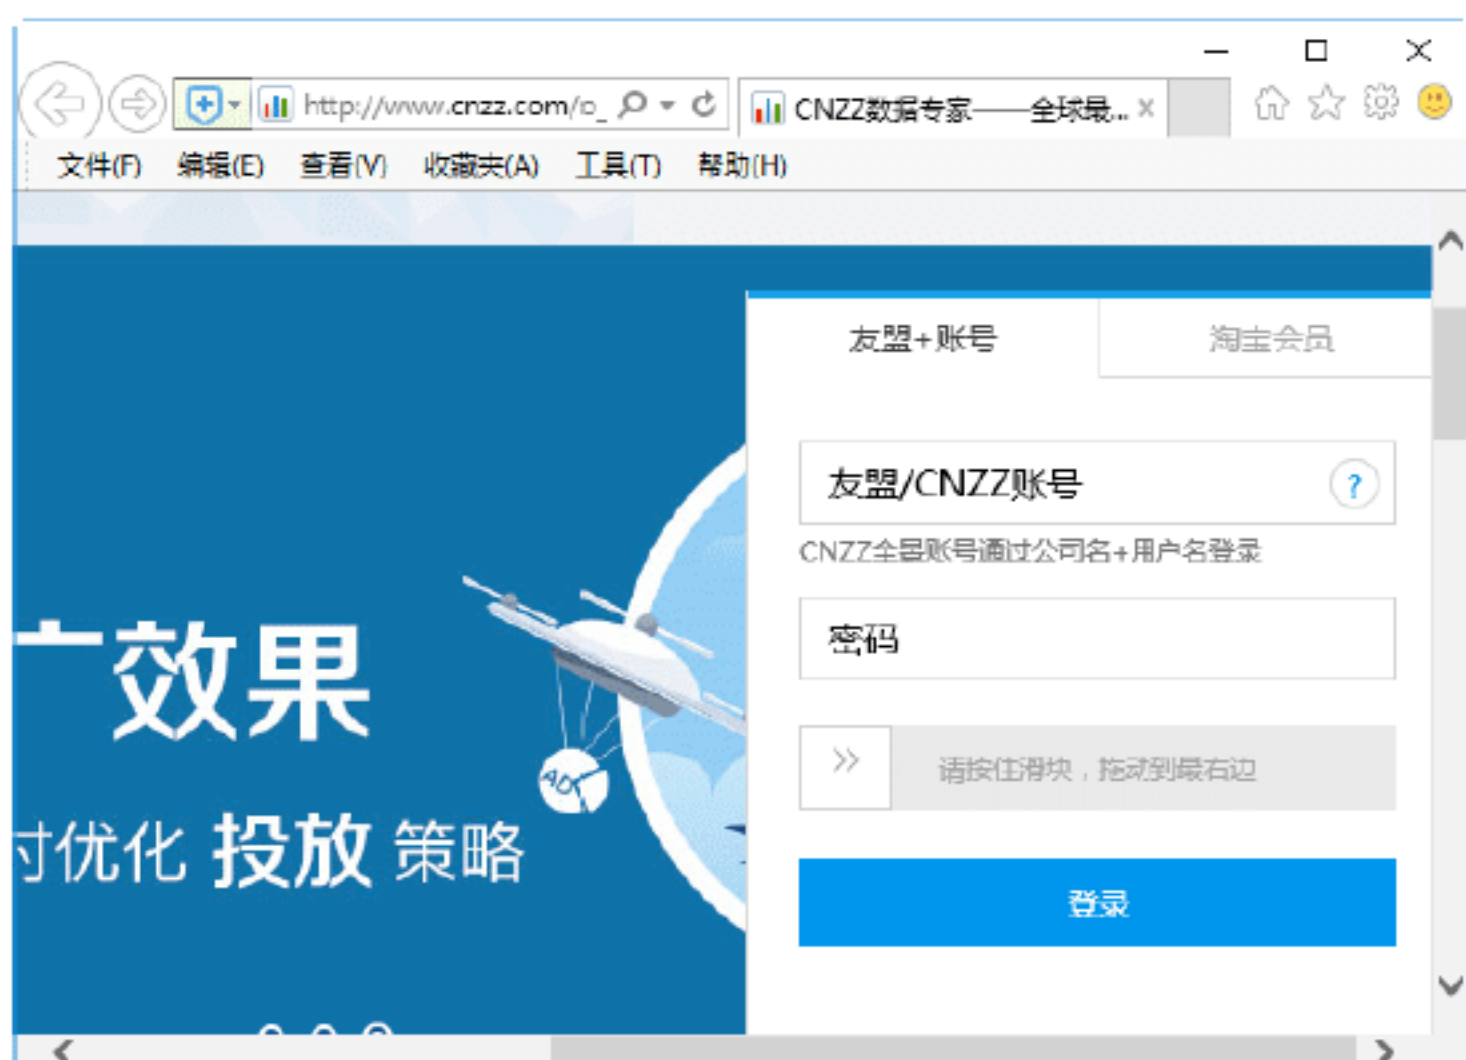 http://www.cnzz.com/o_
CNZZ数据专家——全球最...
文件(F) 编辑(E) 查看(V) 收藏夹(A) 工具(T) 帮助(H)
友盟+账号 淘宝会员
友盟/CNZZ账号 ?
CNZZ全景账号通过公司名+用户名登录
密码
>> 请按住滑块，拖动到最右边
登录
效果
时优化 投放 策略
AD